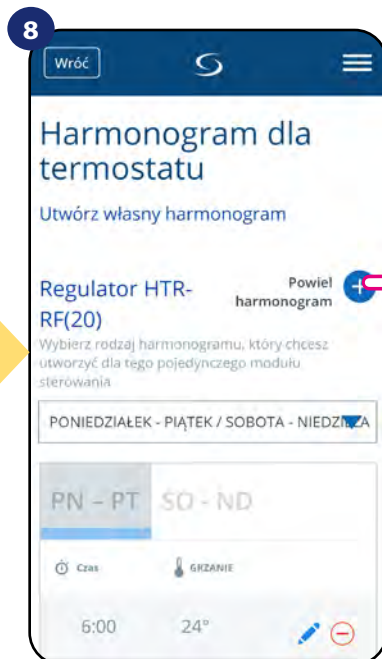 8
Wróć
Harmonogram dla
termostatu
Utwórz własny harmonogram
Regulator HTR-
RF(20)
Powiel
harmonogram
Wybierz rodzaj harmonogramu, który chcesz
utworzyć dla tego pojedynczego modułu
sterowania
PONIEDZIAŁEK - PIĄTEK / SOBOTA - NIEDZIELA
PN – PT SO - ND
Czas GRZANIE
6:00 24°